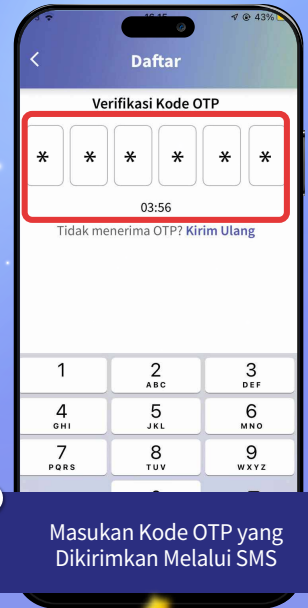 43%
Daftar
Verifikasi Kode OTP
* * * * * *
03:56
Tidak menerima OTP? Kirim Ulang
1 2 3
ABC DEF
4 5 6
GHI JKL MNO
7 8 9
PQRS TUV WXYZ
Masukan Kode OTP yang
Dikirimkan Melalui SMS